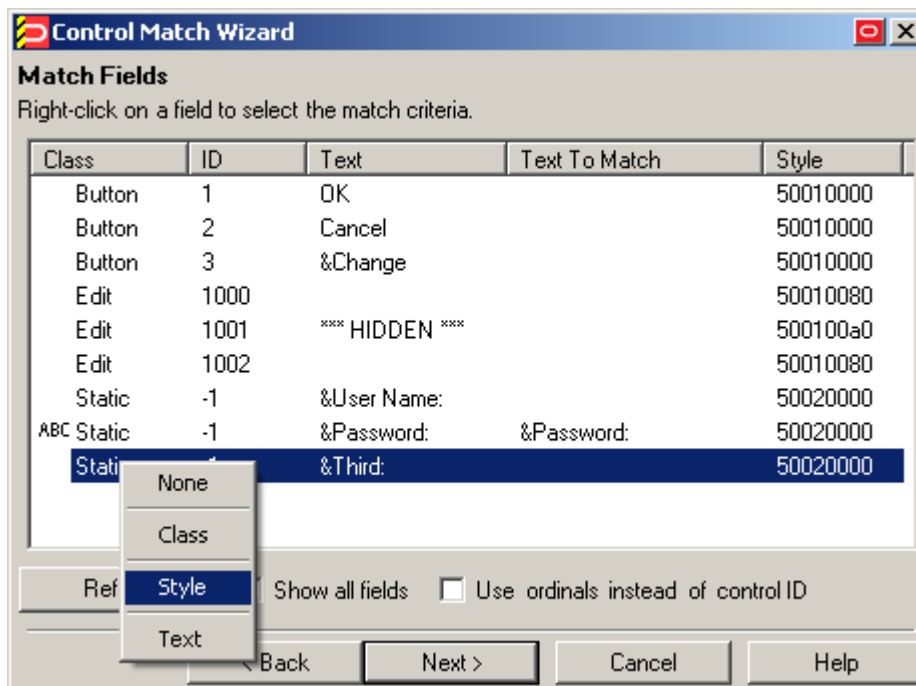 Control Match Wizard
Match Fields
Right-click on a field to select the match criteria.
Class ID Text Text To Match Style
Button 1 OK 50010000
Button 2 Cancel 50010000
Button 3 &Change 50010000
Edit 1000 50010080
Edit 1001 *** HIDDEN *** 500100a0
Edit 1002 50010080
Static -1 &User Name: 50020000
ABC Static -1 &Password: &Password: 50020000
&Third: 50020000
None
Class
Style
Text
Show all fields Use ordinals instead of control ID
< Back Next > Cancel Help